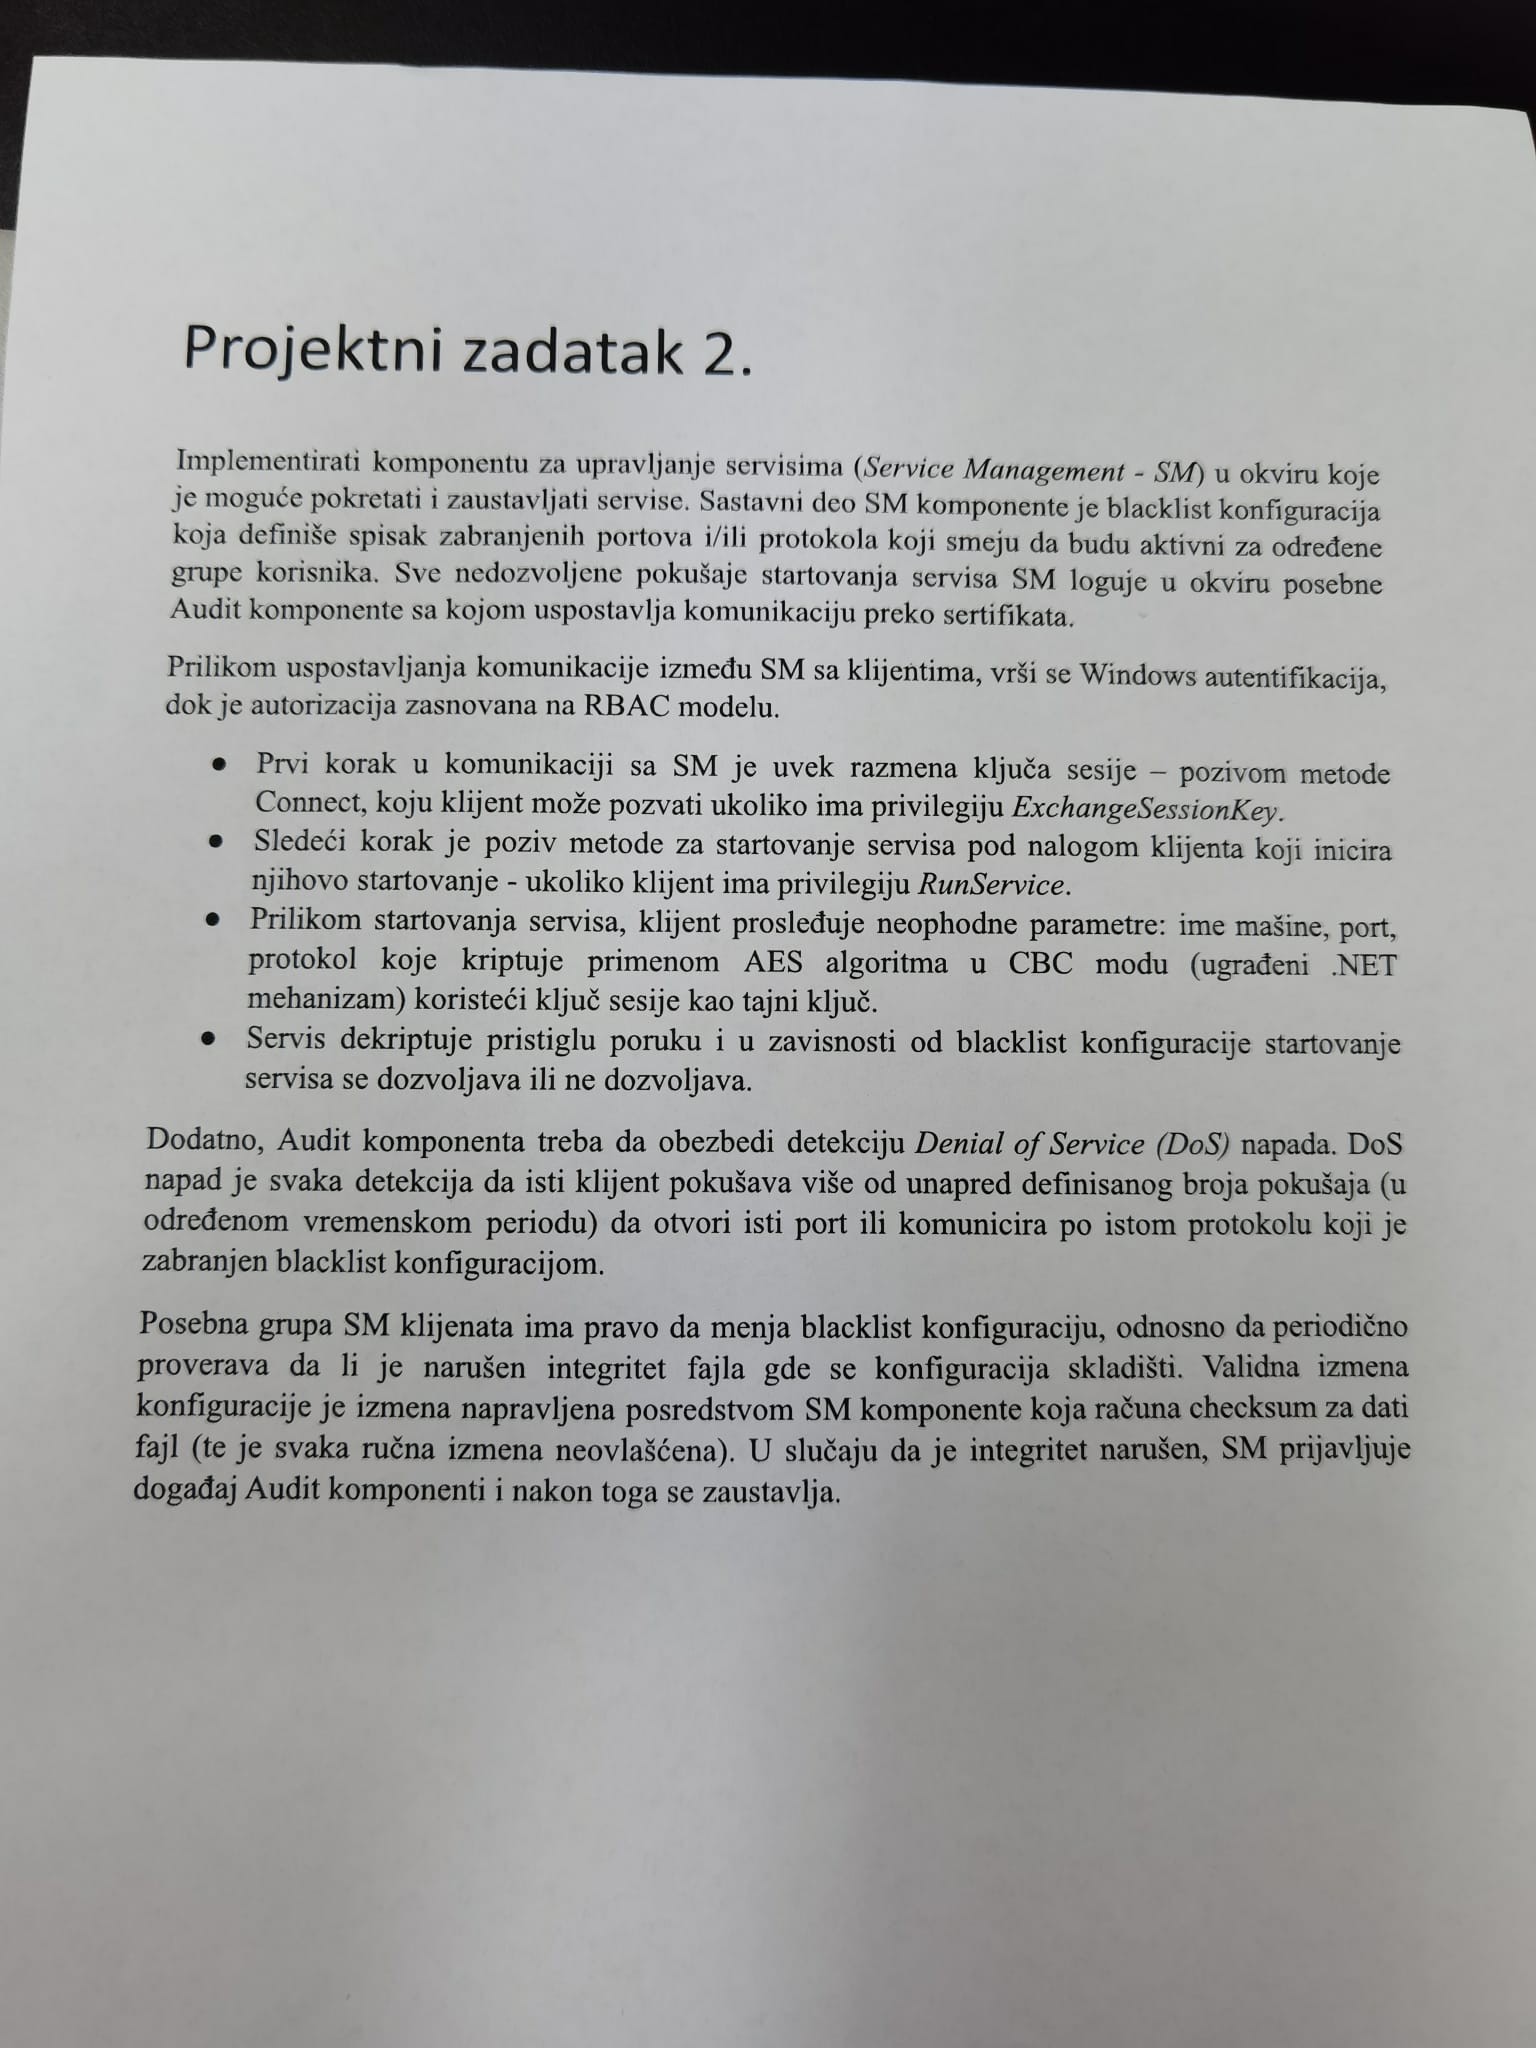 Projektni zadatak 2.
Implementirati komponentu za upravljanje servisima (Service Management - SM) u okviru koje
je moguće pokretati i zaustavljati servise. Sastavni deo SM komponente je blacklist konfiguracija
koja definiše spisak zabranjenih portova i/ili protokola koji smeju da budu aktivni za određene
grupe korisnika. Sve nedozvoljene pokušaje startovanja servisa SM loguje u okviru posebne
Audit komponente sa kojom uspostavlja komunikaciju preko sertifikata.
Prilikom uspostavljanja komunikacije između SM sa klijentima, vrši se Windows autentifikacija,
dok je autorizacija zasnovana na RBAC modelu.
● Prvi korak u komunikaciji sa SM je uvek razmena ključa sesije – pozivom metode
Connect, koju klijent može pozvati ukoliko ima privilegiju ExchangeSessionKey.
● Sledeći korak je poziv metode za startovanje servisa pod nalogom klijenta koji inicira
njihovo startovanje - ukoliko klijent ima privilegiju RunService.
● Prilikom startovanja servisa, klijent prosleđuje neophodne parametre: ime mašine, port,
protokol koje kriptuje primenom AES algoritma u CBC modu (ugrađeni .NET
mehanizam) koristeći ključ sesije kao tajni ključ.
● Servis dekriptuje pristiglu poruku i u zavisnosti od blacklist konfiguracije startovanje
servisa se dozvoljava ili ne dozvoljava.
Dodatno, Audit komponenta treba da obezbedi detekciju Denial of Service (DoS) napada. DoS
napad je svaka detekcija da isti klijent pokušava više od unapred definisanog broja pokušaja (u
određenom vremenskom periodu) da otvori isti port ili komunicira po istom protokolu koji je
zabranjen blacklist konfiguracijom.
Posebna grupa SM klijenata ima pravo da menja blacklist konfiguraciju, odnosno da periodično
proverava da li je narušen integritet fajla gde se konfiguracija skladišti. Validna izmena
konfiguracije je izmena napravljena posredstvom SM komponente koja računa checksum za dati
fajl (te je svaka ručna izmena neovlašćena). U slučaju da je integritet narušen, SM prijavljuje
događaj Audit komponenti i nakon toga se zaustavlja.